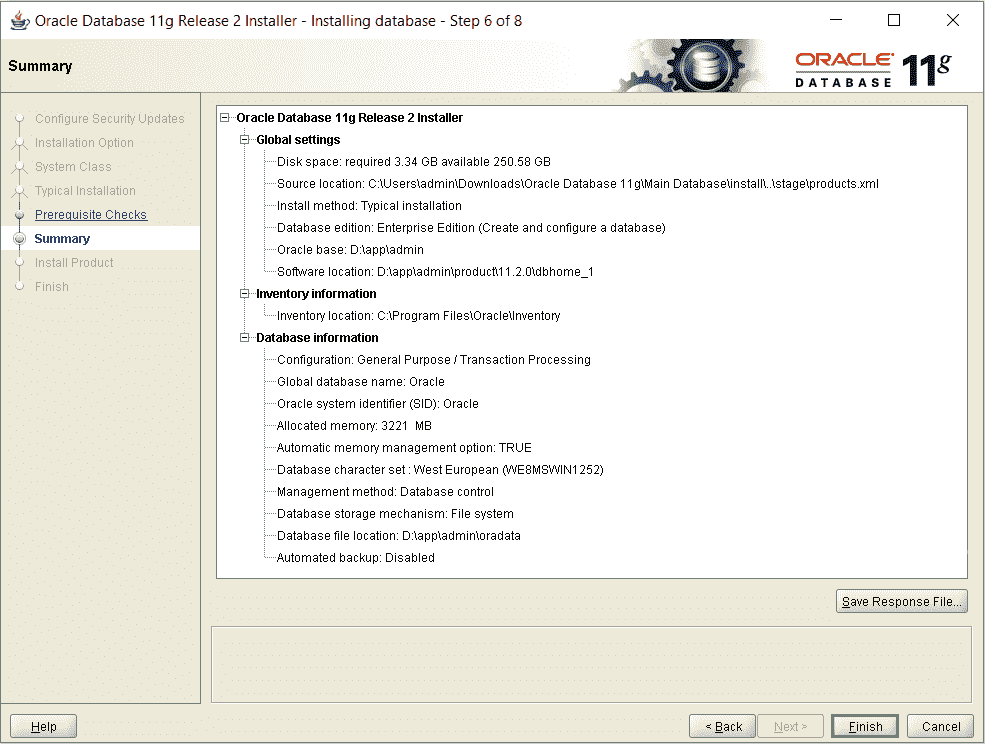 Oracle Database 11g Release 2 Installer - Installing database - Step 6 of 8
Summary
ORACLE
DATABASE
11g
Configure Security Updates
Installation Option
System Class
Typical Installation
Prerequisite Checks
Summary
Install Product
Finish
Oracle Database 11g Release 2 Installer
Global settings
Disk space: required 3.34 GB available 250.58 GB
Source location: C:\Users\admin\Downloads\Oracle Database 11g\Main Database\install\..\stage\products.xml
Install method: Typical installation
Database edition: Enterprise Edition (Create and configure a database)
Oracle base: D:\app\admin
Software location: D:\app\admin\product\11.2.0\dbhome_1
Inventory information
Inventory location: C:\Program Files\Oracle\Inventory
Database information
Configuration: General Purpose / Transaction Processing
Global database name: Oracle
Oracle system identifier (SID): Oracle
Allocated memory: 3221 MB
Automatic memory management option: TRUE
Database character set : West European (WE8MSWIN1252)
Management method: Database control
Database storage mechanism: File system
Database file location: D:\app\admin\oradata
Automated backup: Disabled
Save Response File...
Help
< Back
Next >
Finish
Cancel